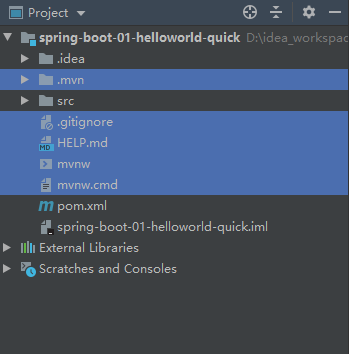 Project
spring-boot-01-helloworld-quick D:\idea_workspac
.idea
.mvn
src
.gitignore
MD HELP.md
mvnw
mvnw.cmd
m pom.xml
spring-boot-01-helloworld-quick.iml
External Libraries
Scratches and Consoles